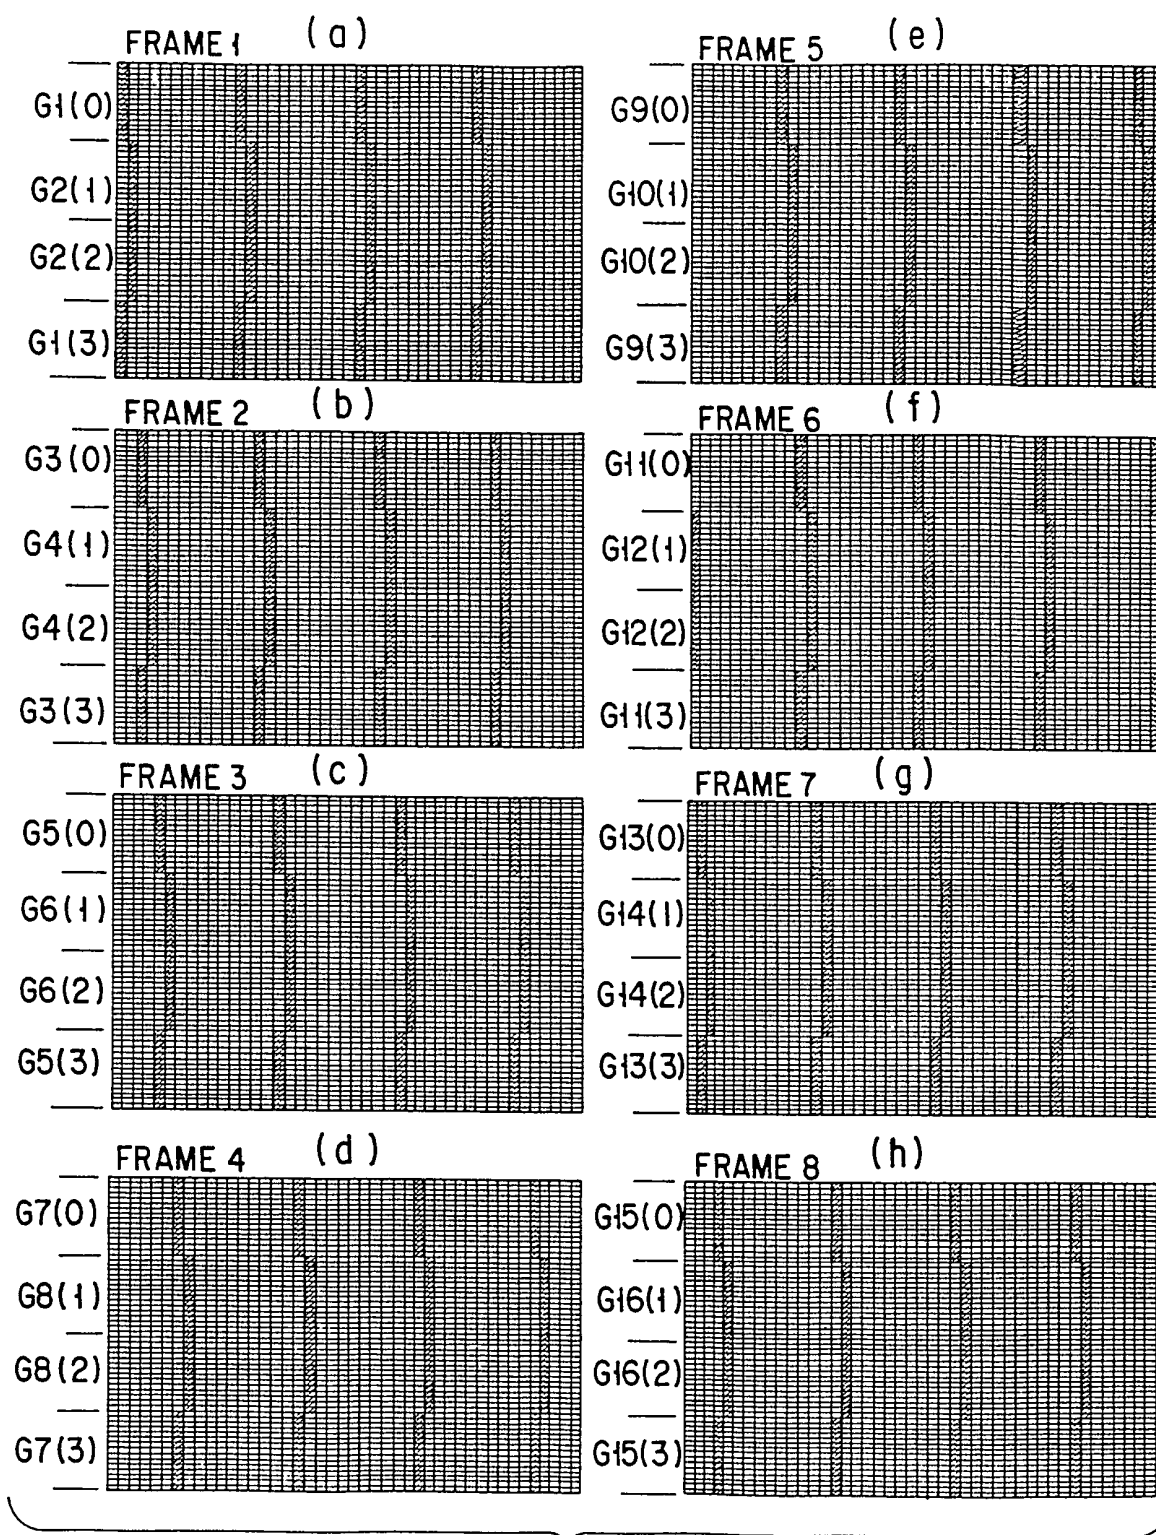 FRAME 1 (a)
G1(0)
G2(1)
G2(2)
G1(3)
FRAME 2 (b)
G3(0)
G4(1)
G4(2)
G3(3)
FRAME 3 (c)
G5(0)
G6(1)
G6(2)
G5(3)
FRAME 4 (d)
G7(0)
G8(1)
G8(2)
G7(3)
FRAME 5 (e)
G9(0)
G10(1)
G10(2)
G9(3)
FRAME 6 (f)
G11(0)
G12(1)
G12(2)
G11(3)
FRAME 7 (g)
G13(0)
G14(1)
G14(2)
G13(3)
FRAME 8 (h)
G15(0)
G16(1)
G16(2)
G15(3)